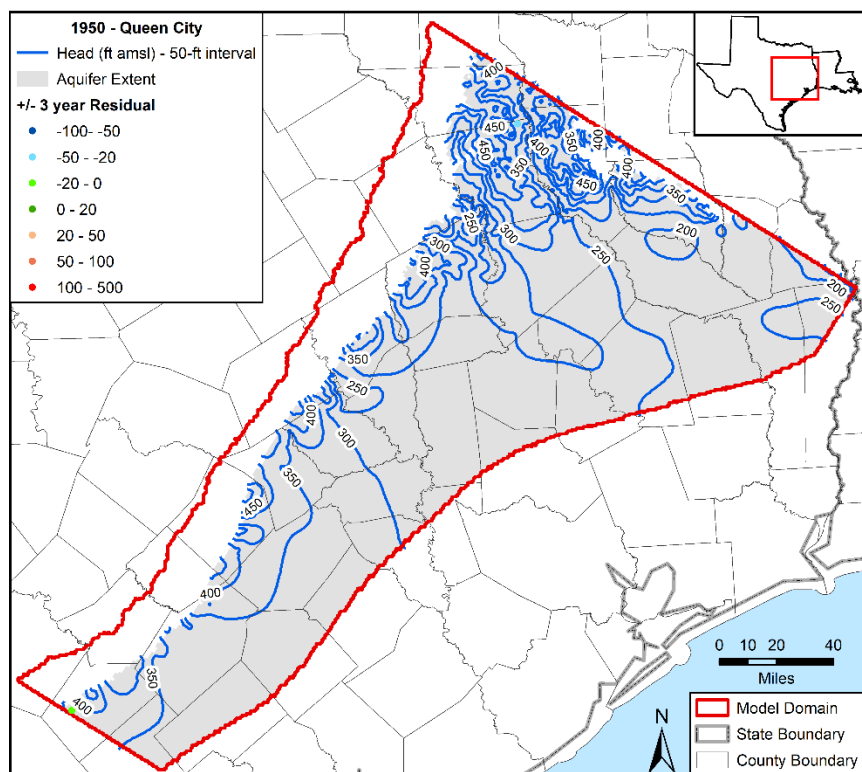 1950 - Queen City
Head (ft amsl) - 50-ft interval
Aquifer Extent
+/- 3 year Residual
-100- -50
-50 - -20
-20 - 0
0 - 20
20 - 50
50 - 100
100 - 500
400
450
450
400
350
350
400
400
450
350
250
300
300
400
200
250
200
250
350
250
400
300
350
450
400
350
400
0 10 20 40
Miles
N
Model Domain
State Boundary
County Boundary